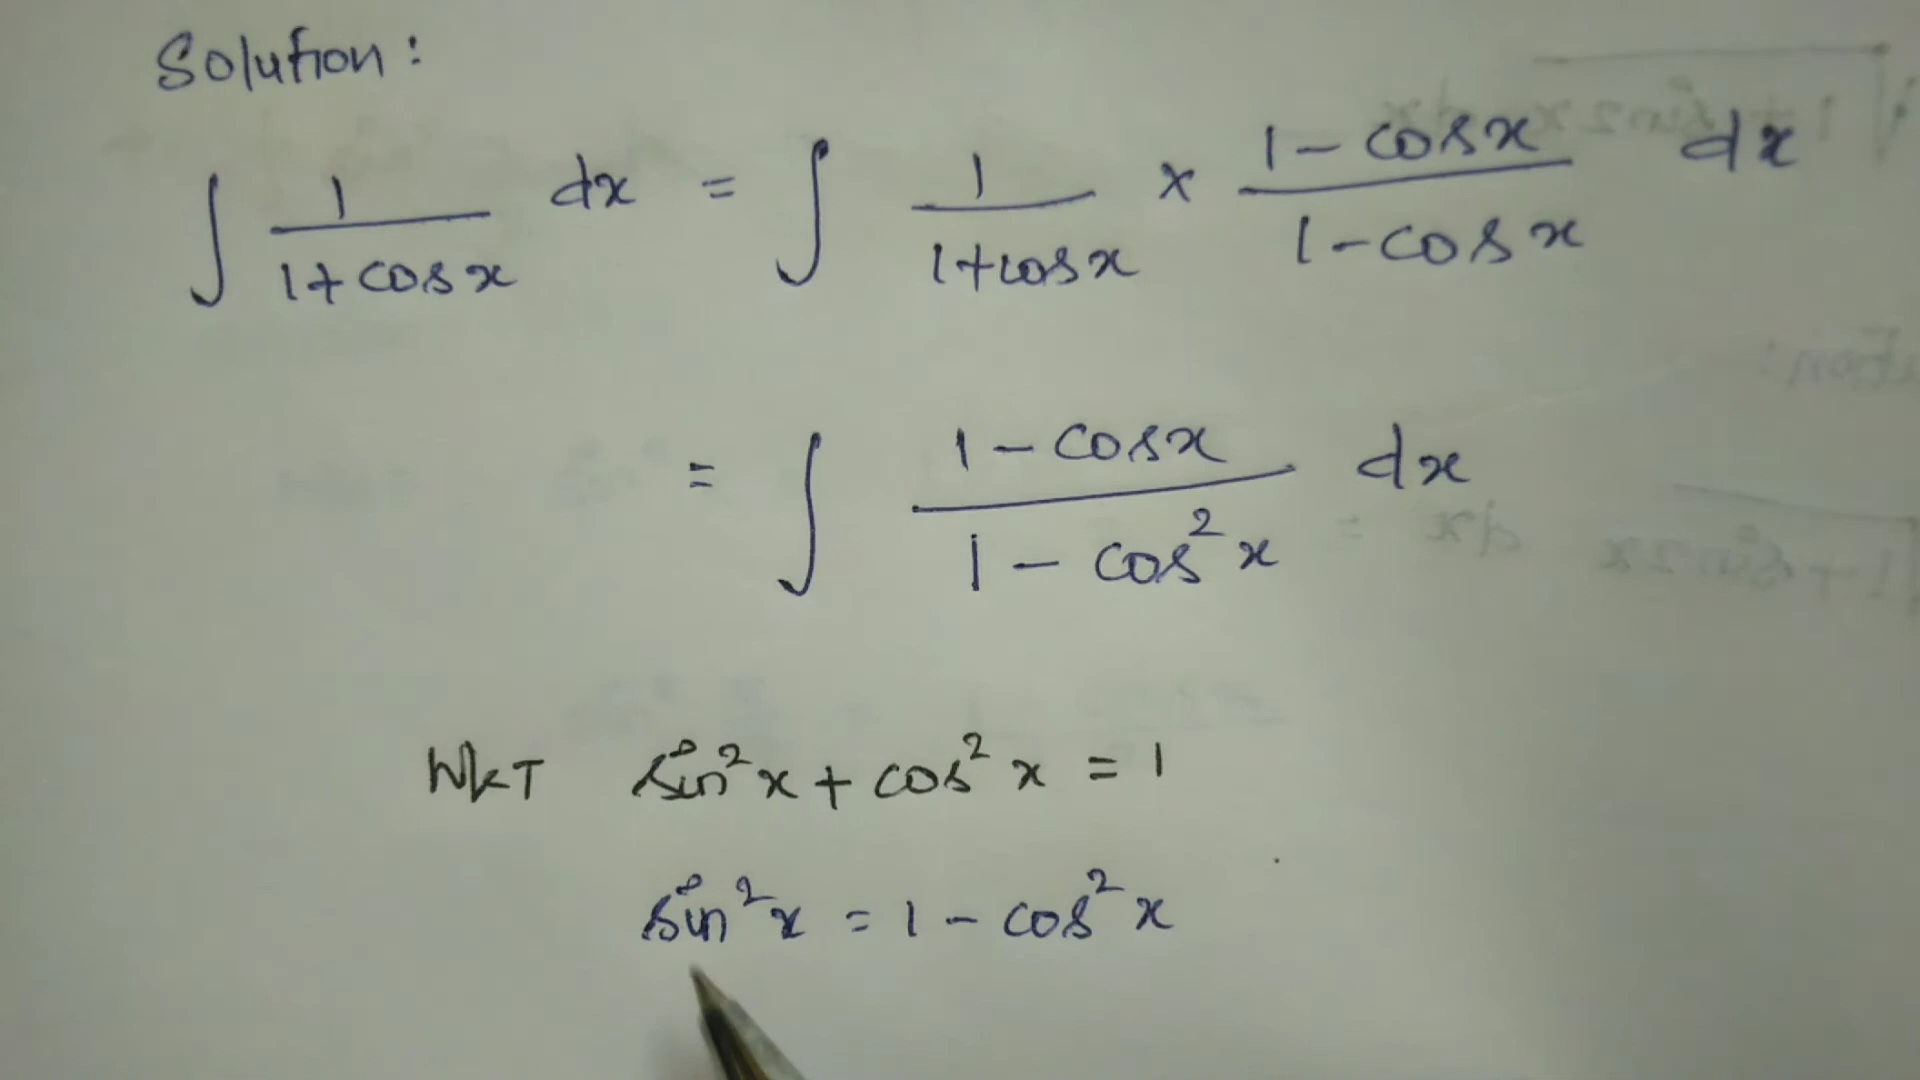 Solution:
∫ 1/(1+cosx) dx = ∫ 1/(1+cosx) × (1-cosx)/(1-cosx) dx
= ∫ (1-cosx)/(1-cos²x) dx
WKT sin²x + cos²x = 1
sin²x = 1 - cos²x